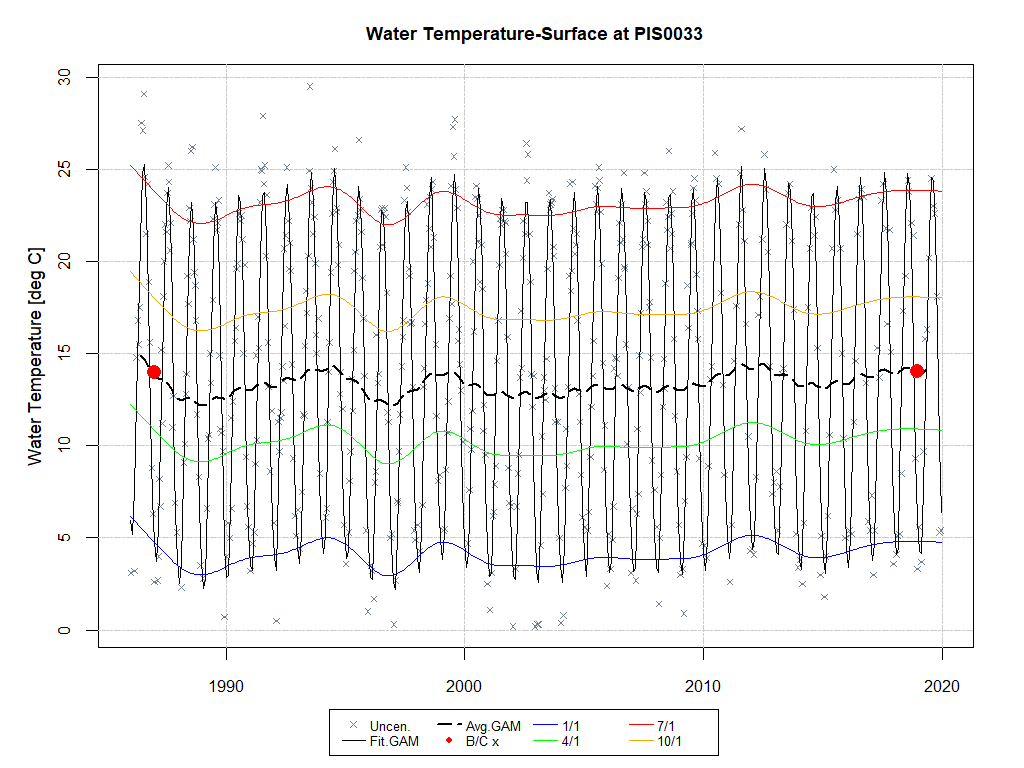 Water Temperature-Surface at PIS0033
Water Temperature [deg C]
30
25
20
15
10
5
0
1990 2000 2010 2020
Uncen. Avg.GAM 1/1 7/1
Fit.GAM B/C x 4/1 10/1